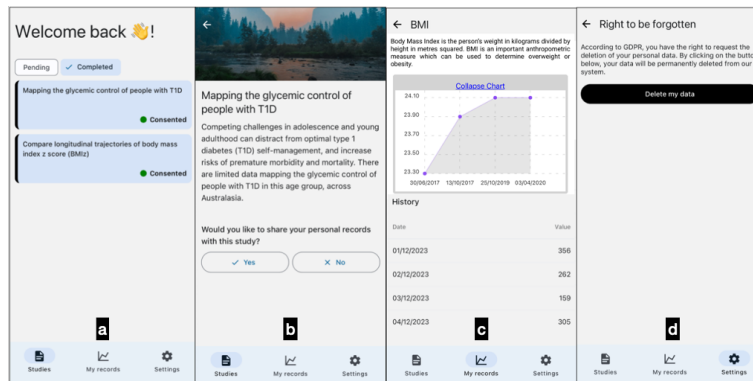 Welcome back 👋!
Pending
✓ Completed
Mapping the glycemic control of people with T1D
Consented
Compare longitudinal trajectories of body mass
index z score (BMIz)
Consented
a
Studies
My records
Settings
Mapping the glycemic control of
people with T1D
Competing challenges in adolescence and young
adulthood can distract from optimal type 1
diabetes (T1D) self-management, and increase
risks of premature morbidity and mortality. There
are limited data mapping the glycemic control of
people with T1D in this age group, across
Australasia.
Would you like to share your personal records
with this study?
✓ Yes
✕ No
b
Studies
My records
Settings
← BMI
Body Mass Index is the person's weight in kilograms divided by
height in metres squared. BMI is an important anthropometric
measure which can be used to determine overweight or
obesity.
Collapse Chart
24.10
23.90
23.70
23.50
23.30
30/06/2017 13/10/2017 25/10/2019 03/04/2020
History
Date Value
01/12/2023 356
02/12/2023 262
03/12/2023 159
04/12/2023 305
c
Studies
My records
Settings
← Right to be forgotten
According to GDPR, you have the right to request the
deletion of your personal data. By clicking on the butto
below, your data will be permanently deleted from our
system.
Delete my data
d
Studies
My records
Settings